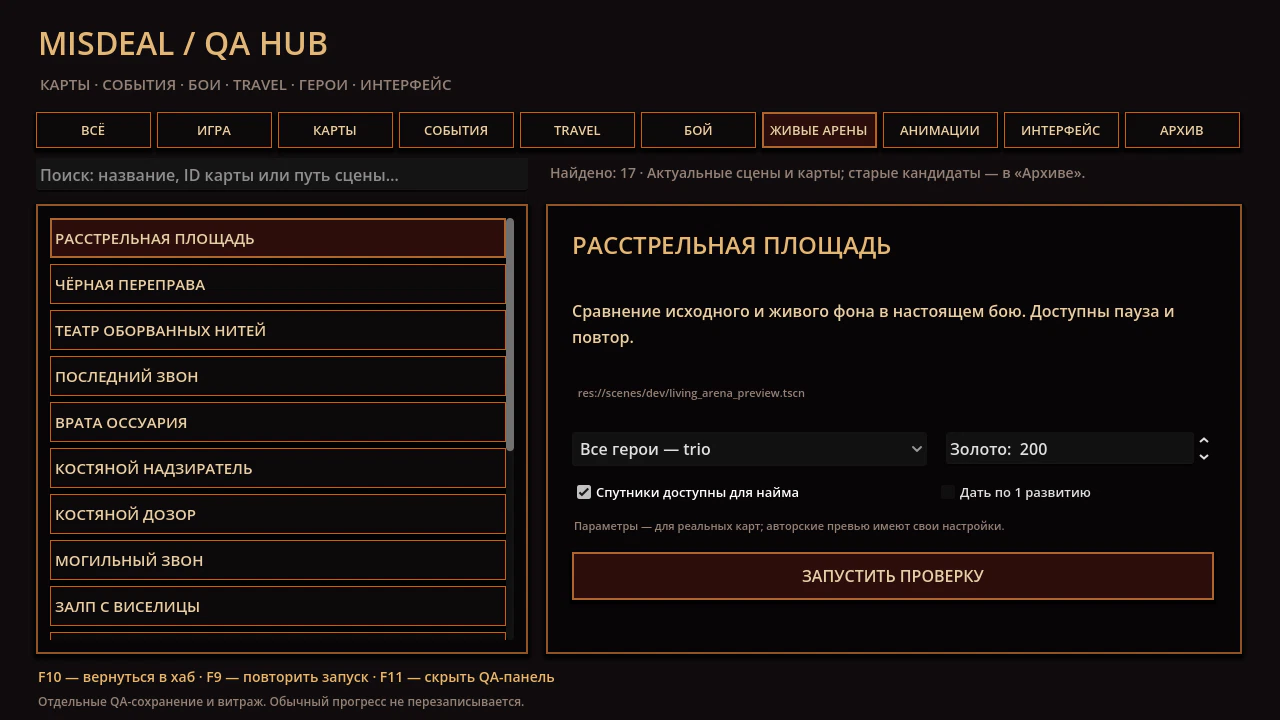 MISDEAL / QA HUB
КАРТЫ · СОБЫТИЯ · БОИ · TRAVEL · ГЕРОИ · ИНТЕРФЕЙС
ВСЁ
ИГРА
КАРТЫ
СОБЫТИЯ
TRAVEL
БОЙ
ЖИВЫЕ АРЕНЫ
АНИМАЦИИ
ИНТЕРФЕЙС
АРХИВ
Поиск: название, ID карты или путь сцены...
Найдено: 17 · Актуальные сцены и карты; старые кандидаты — в «Архиве».
РАССТРЕЛЬНАЯ ПЛОЩАДЬ
ЧЁРНАЯ ПЕРЕПРАВА
ТЕАТР ОБОРВАННЫХ НИТЕЙ
ПОСЛЕДНИЙ ЗВОН
ВРАТА ОССУАРИЯ
КОСТЯНОЙ НАДЗИРАТЕЛЬ
КОСТЯНОЙ ДОЗОР
МОГИЛЬНЫЙ ЗВОН
ЗАЛП С ВИСЕЛИЦЫ
РАССТРЕЛЬНАЯ ПЛОЩАДЬ
Сравнение исходного и живого фона в настоящем бою. Доступны пауза и
повтор.
res://scenes/dev/living_arena_preview.tscn
Все герои — trio
Золото: 200
Спутники доступны для найма
Дать по 1 развитию
Параметры — для реальных карт; авторские превью имеют свои настройки.
ЗАПУСТИТЬ ПРОВЕРКУ
F10 — вернуться в хаб · F9 — повторить запуск · F11 — скрыть QA-панель
Отдельные QA-сохранение и витраж. Обычный прогресс не перезаписывается.